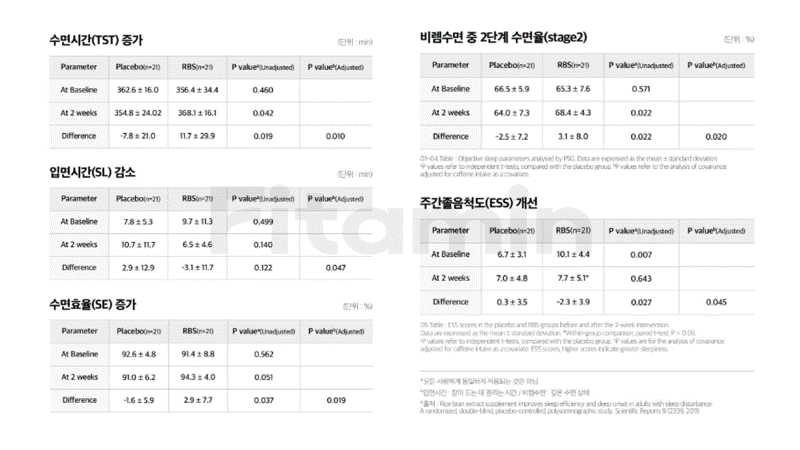 수면시간(TST) 증가
(단위 : min)
Parameter Placebo(n=21) RBS(n=21) P valueᵃ(Unadjusted) P valueᵇ(Adjusted)
At Baseline 362.6 ± 16.0 356.4 ± 34.4 0.460
At 2 weeks 354.8 ± 24.02 368.1 ± 16.1 0.042
Difference -7.8 ± 21.0 11.7 ± 29.9 0.019 0.010
입면시간(SL) 감소
(단위 : min)
Parameter Placebo(n=21) RBS(n=21) P valueᵃ(Unadjusted) P valueᵇ(Adjusted)
At Baseline 7.8 ± 5.3 9.7 ± 11.3 0.499
At 2 weeks 10.7 ± 11.7 6.5 ± 4.6 0.140
Difference 2.9 ± 12.9 -3.1 ± 11.7 0.122 0.047
수면효율(SE) 증가
(단위 : %)
Parameter Placebo(n=21) RBS(n=21) P valueᵃ(Unadjusted) P valueᵇ(Adjusted)
At Baseline 92.6 ± 4.8 91.4 ± 8.8 0.562
At 2 weeks 91.0 ± 6.2 94.3 ± 4.0 0.051
Difference -1.6 ± 5.9 2.9 ± 7.7 0.037 0.019
비렘수면 중 2단계 수면율(stage2)
(단위 : %)
Parameter Placebo(n=21) RBS(n=21) P valueᵃ(Unadjusted) P valueᵇ(Adjusted)
At Baseline 66.5 ± 5.9 65.3 ± 7.6 0.571
At 2 weeks 64.0 ± 7.3 68.4 ± 4.3 0.022
Difference -2.5 ± 7.2 3.1 ± 8.0 0.022 0.020
01-04 Table : Objective sleep parameters analysed by PSG. Data are expressed as the mean ± standard deviation.
ᵃP values refer to independent t-tests, compared with the placebo group. ᵇP values refer to the analysis of covariance,
adjusted for caffeine intake as a covariate.
주간졸음척도(ESS) 개선
Parameter Placebo(n=21) RBS(n=21) P valueᵃ(Unadjusted) P valueᵇ(Adjusted)
At Baseline 6.7 ± 3.1 10.1 ± 4.4 0.007
At 2 weeks 7.0 ± 4.8 7.7 ± 5.1* 0.643
Difference 0.3 ± 3.5 -2.3 ± 3.9 0.027 0.045
05 Table : ESS scores in the placebo and RBS groups before and after the 2-week intervention.
Data are expressed as the mean ± standard deviation. *Within-group comparison, paired t-test, P < 0.05.
ᵃP values refer to independent t-tests, compared with the placebo group. ᵇP values are for the analysis of covariance,
adjusted for caffeine intake as a covariate. ESS scores, higher scores indicate greater sleepiness.
*모든 사람에게 동일하게 적용되는 것은 아님.
*입면시간 : 잠이 드는 데 걸리는 시간 / 비렘수면 : 깊은 수면 상태
*출처 : Rice bran extract supplement improves sleep efficiency and sleep onset in adults with sleep disturbance:
A randomized, double-blind, placebo-controlled, polysomnographic study. Scientific Reports 9:12339, 2019
Fitamin